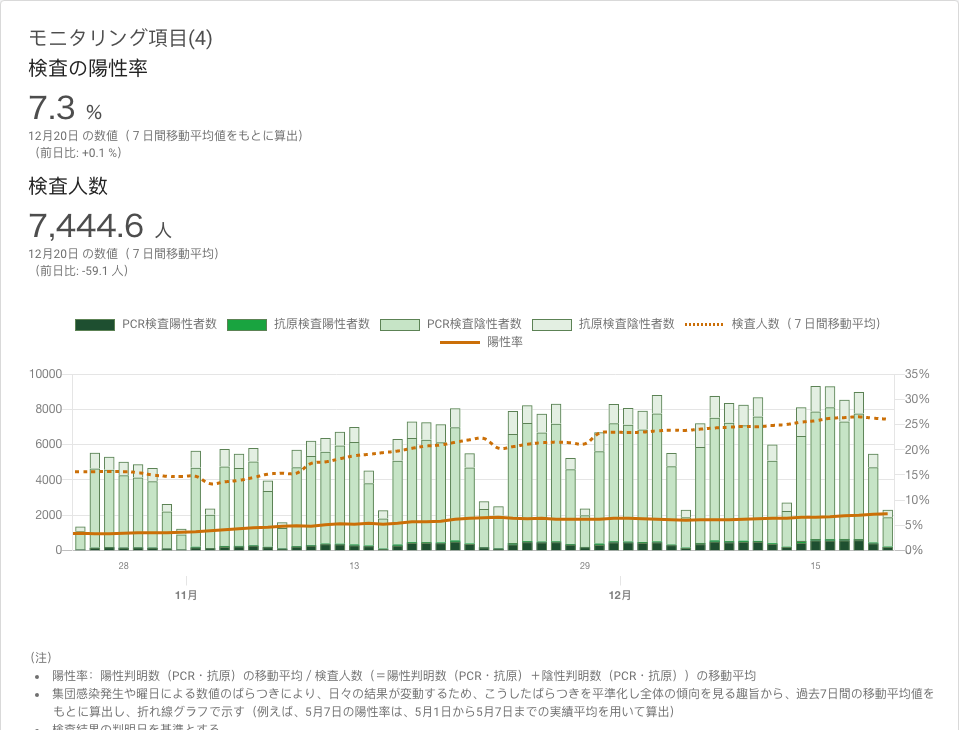 モニタリング項目(4)
検査の陽性率
7.3 %
12月20日 の数値（７日間移動平均値をもとに算出）
（前日比: +0.1 %）
検査人数
7,444.6 人
12月20日 の数値（７日間移動平均）
（前日比: -59.1 人）
PCR検査陽性者数 抗原検査陽性者数 PCR検査陰性者数 抗原検査陰性者数 検査人数（７日間移動平均）
陽性率
10000 35%
30%
8000
25%
6000
20%
4000
15%
10%
2000
5%
0 0%
28 13 29 15
11月 12月
（注）
• 陽性率：陽性判明数（PCR・抗原）の移動平均 / 検査人数（＝陽性判明数（PCR・抗原）＋陰性判明数（PCR・抗原））の移動平均
• 集団感染発生や曜日による数値のばらつきにより、日々の結果が変動するため、こうしたばらつきを平準化し全体の傾向を見る趣旨から、過去7日間の移動平均値を
もとに算出し、折れ線グラフで示す（例えば、5月7日の陽性率は、5月1日から5月7日までの実績平均を用いて算出）
• 検査結果の判明日を基準とする